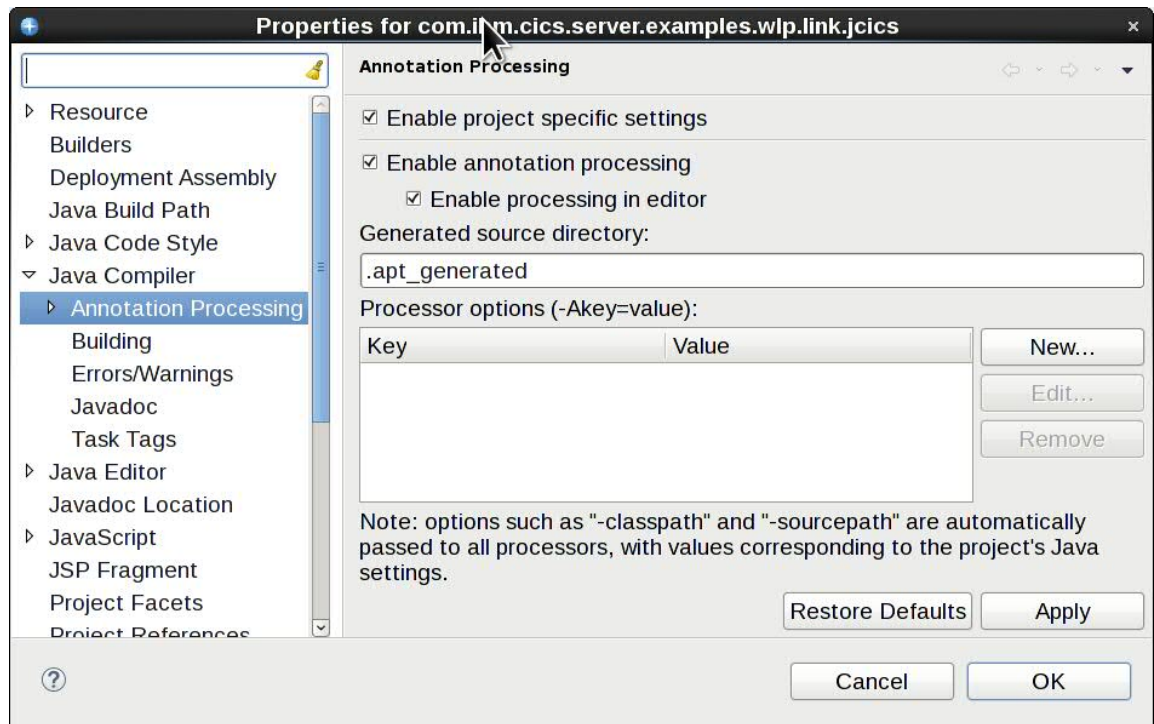 Properties for com.ibm.cics.server.examples.wlp.link.jcics
Resource
Builders
Deployment Assembly
Java Build Path
Java Code Style
Java Compiler
Annotation Processing
Building
Errors/Warnings
Javadoc
Task Tags
Java Editor
Javadoc Location
JavaScript
JSP Fragment
Project Facets
Project References
Annotation Processing
Enable project specific settings
Enable annotation processing
Enable processing in editor
Generated source directory:
.apt_generated
Processor options (-Akey=value):
Key Value
New...
Edit...
Remove
Note: options such as "-classpath" and "-sourcepath" are automatically
passed to all processors, with values corresponding to the project's Java
settings.
Restore Defaults Apply
Cancel OK